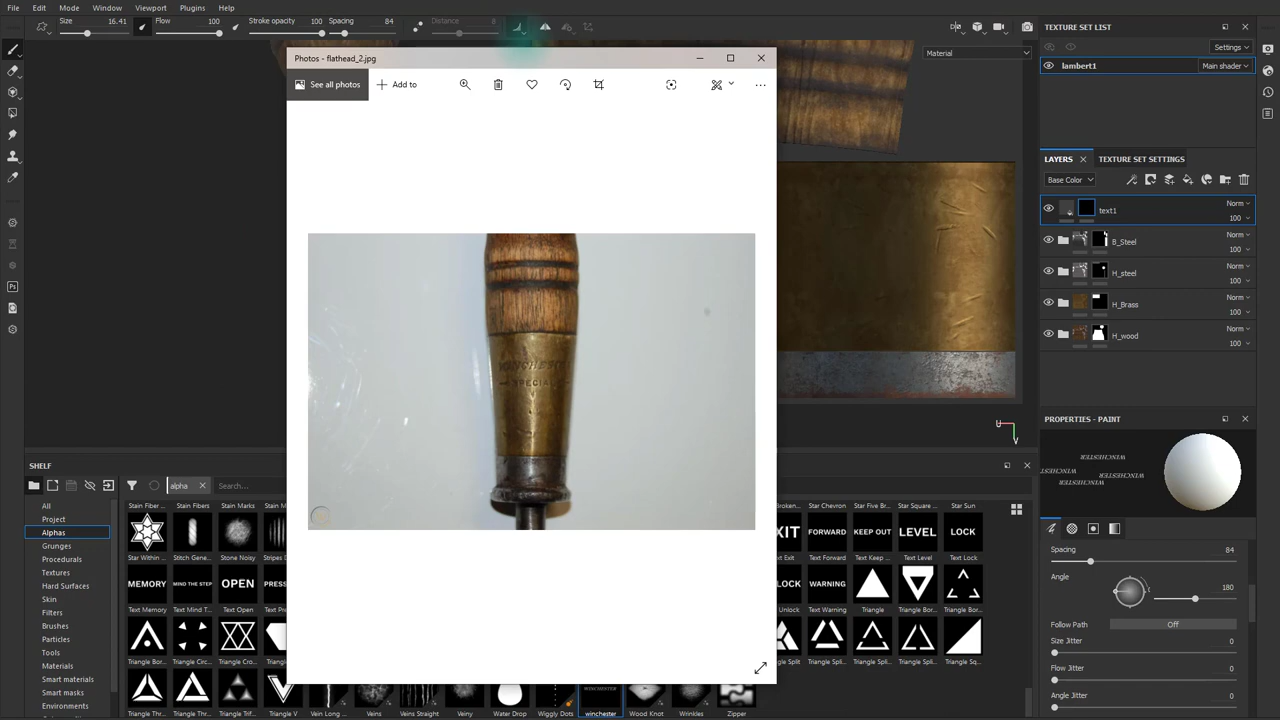 File Edit Mode Window Viewport Plugins Help
Size 16.41 Flow 100 Stroke opacity 100 Spacing 84 Distance 8
Material
TEXTURE SET LIST
Settings
lambert1 Main shader
Photos - flathead_2.jpg
See all photos Add to
WINCHESTER
SPECIAL
LAYERS TEXTURE SET SETTINGS
Base Color
text1 Norm 100
B_Steel Norm 100
H_steel Norm 100
H_Brass Norm 100
H_wood Norm 100
U
V
PROPERTIES - PAINT
WINCHESTER
WINCHESTER
WINCHESTER
Spacing 84
Angle 180
Follow Path Off
Size Jitter 0
Flow Jitter 0
Angle Jitter 0
SHELF
alpha Search...
All
Project
Alphas
Grunges
Procedurals
Textures
Hard Surfaces
Skin
Filters
Brushes
Particles
Tools
Materials
Smart materials
Smart masks
Environments
Stain Fiber ... Stain Fibers Stain Marks Star Chevron Star Five Br... Star Square ... Star Sun
EXIT FORWARD KEEP OUT LEVEL LOCK
Star Within ... Stitch Gene... Stone Noisy Stripes D Text Exit Text Forward Text Keep ... Text Level Text Lock
MEMORY MIND THE STEP OPEN WARNING
Text Memory Text Mind T... Text Open Text Warning Triangle Triangle Bor... Triangle Bor...
Triangle Bor... Triangle Circ... Triangle Cro... Triangle Split Triangle Spli... Triangle Spli... Triangle Spli... Triangle Sq...
WINCHESTER
Triangle Thr... Triangle Thr... Triangle Trif... Triangle V Vein Long ... Veins Veins Straight Veiny Water Drop Wiggly Dots winchester Wood Knot Wrinkles Zipper